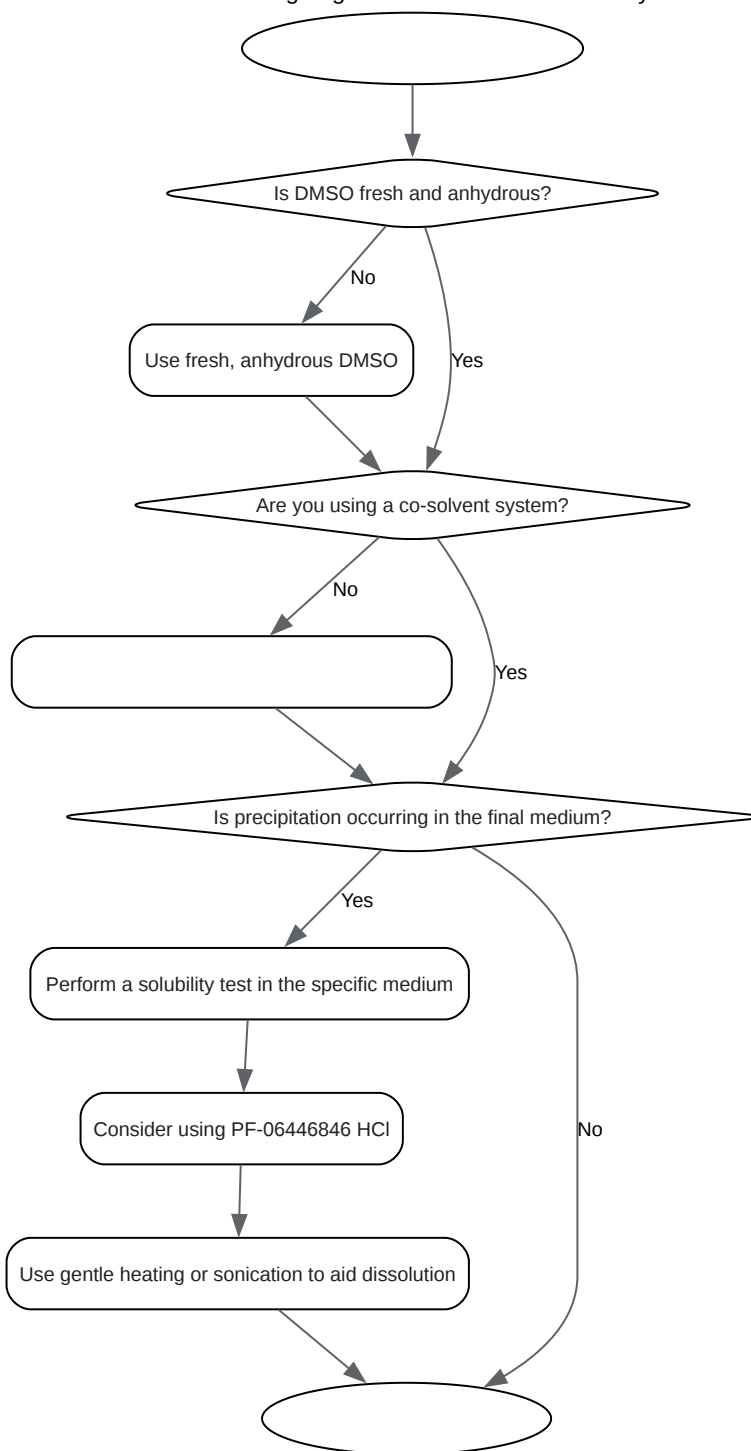 Is DMSO fresh and anhydrous?
No
Use fresh, anhydrous DMSO
Yes
Are you using a co-solvent system?
No
Yes
Is precipitation occurring in the final medium?
Yes
Perform a solubility test in the specific medium
Consider using PF-06446846 HCl
No
Use gentle heating or sonication to aid dissolution